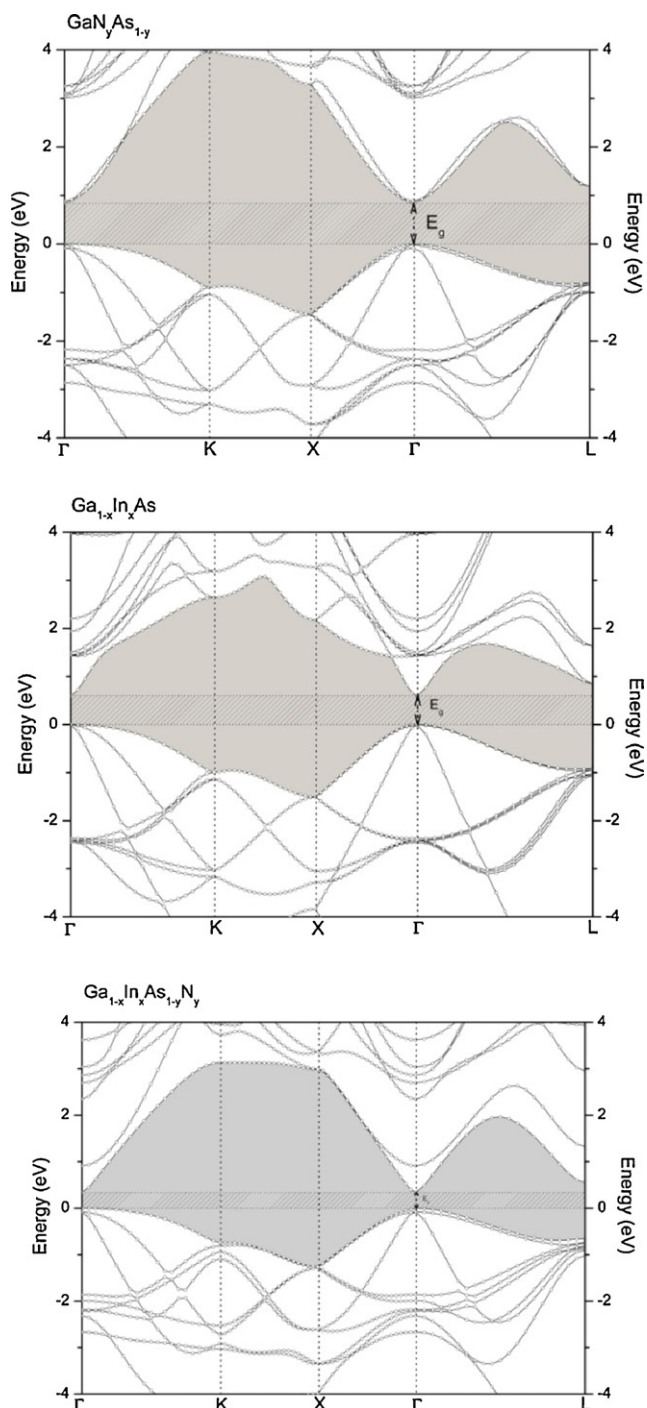 GaNyAs1-y
4 4
2 2
0 0
-2 -2
-4 -4
Energy (eV)
Energy (eV)
Eg
Γ K X Γ L
Ga1-xInxAs
4 4
2 2
0 0
-2 -2
-4 -4
Energy (eV)
Energy (eV)
Eg
Γ K X Γ L
Ga1-xInxAs1-yNy
4 4
2 2
0 0
-2 -2
-4 -4
Energy (eV)
Energy (eV)
Γ K X Γ L